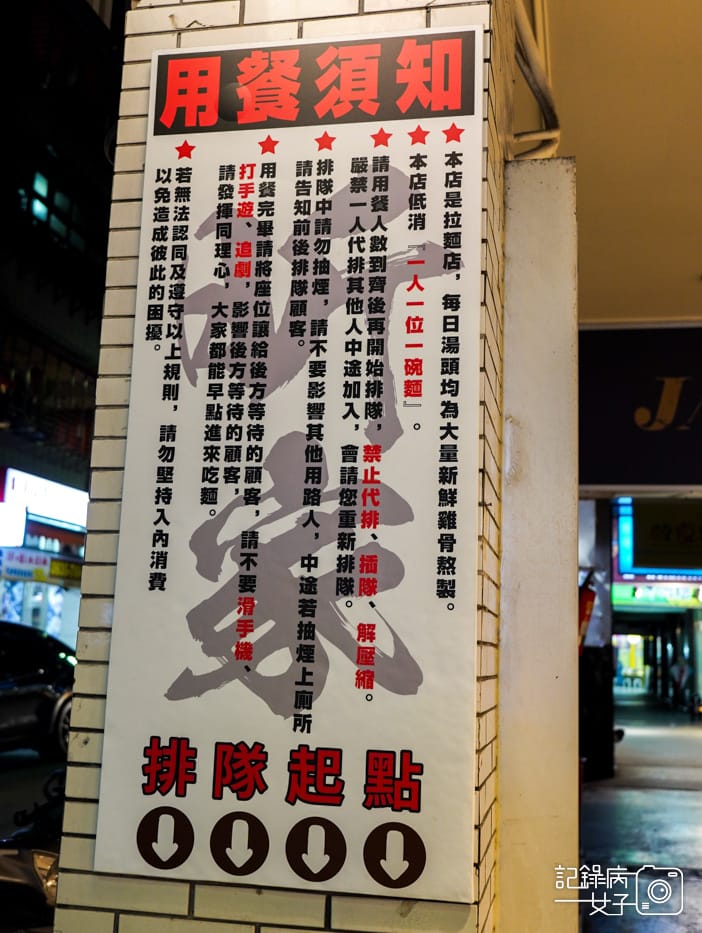 用餐須知
本店是拉麵店，每日湯頭均為大量新鮮雞骨熬製。
本店低消『一人一位一碗麵』。
請用餐人數到齊後再開始排隊，禁止代排、插隊、解壓縮。
嚴禁一人代排其他人中途加入，會請您重新排隊。
排隊中請勿抽煙，請不要影響其他用路人，中途若抽煙上廁所
請告知前後排隊顧客。
用餐完畢請將座位讓給後方等待的顧客，請不要滑手機、
打手遊、追劇，影響後方等待的顧客，
請發揮同理心，大家都能早點進來吃麵。
若無法認同及遵守以上規則，請勿堅持入內消費
以免造成彼此的困擾。
排隊起點
JA
記錄病
女子